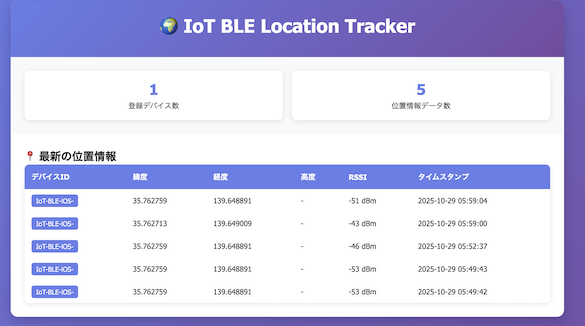 IoT BLE Location Tracker
1
登録デバイス数
5
位置情報データ数
最新の位置情報
デバイスID 緯度 経度 高度 RSSI タイムスタンプ
IoT-BLE-iOS- 35.762759 139.648891 - -51 dBm 2025-10-29 05:59:04
IoT-BLE-iOS- 35.762713 139.649009 - -43 dBm 2025-10-29 05:59:00
IoT-BLE-iOS- 35.762759 139.648891 - -46 dBm 2025-10-29 05:52:37
IoT-BLE-iOS- 35.762759 139.648891 - -53 dBm 2025-10-29 05:49:43
IoT-BLE-iOS- 35.762759 139.648891 - -53 dBm 2025-10-29 05:49:42